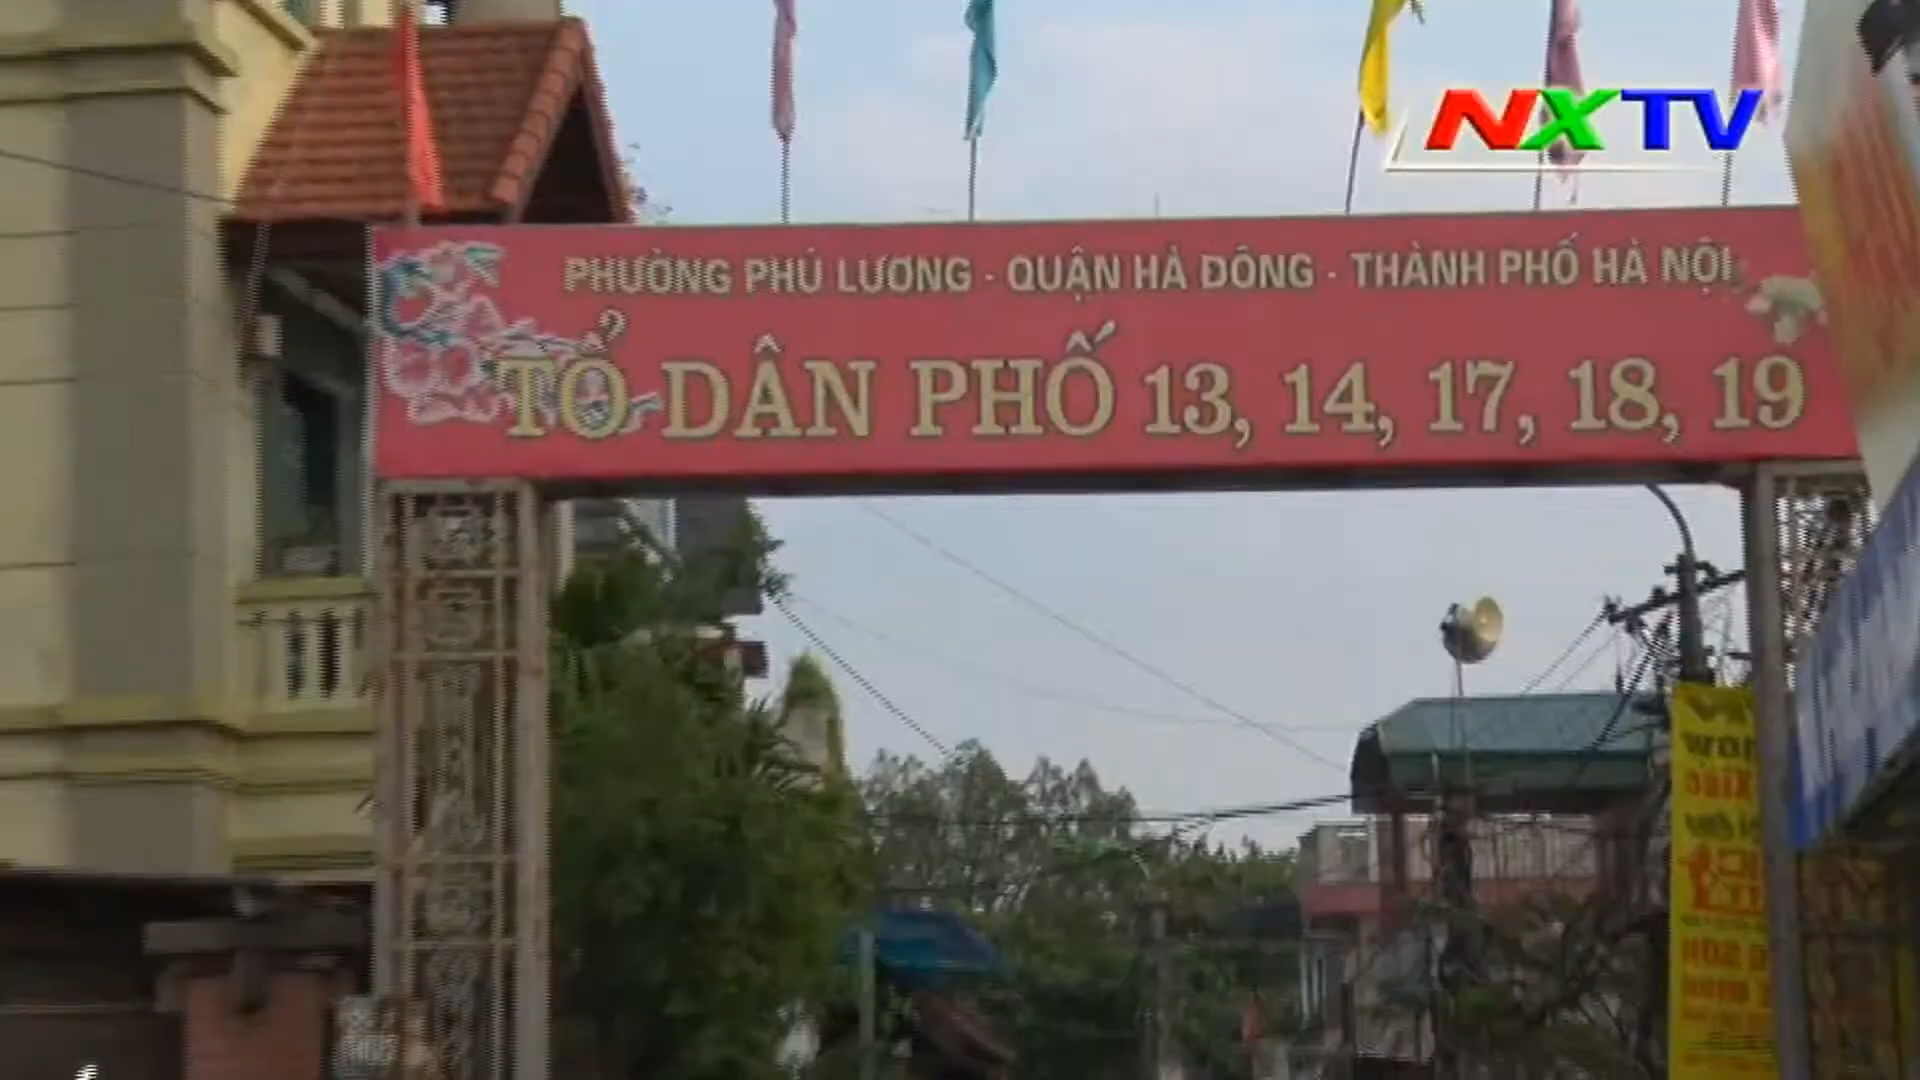 NXTV
PHƯỜNG PHÚ LƯƠNG - QUẬN HÀ ĐÔNG - THÀNH PHỐ HÀ NỘI
TỔ DÂN PHỐ 13, 14, 17, 18, 19